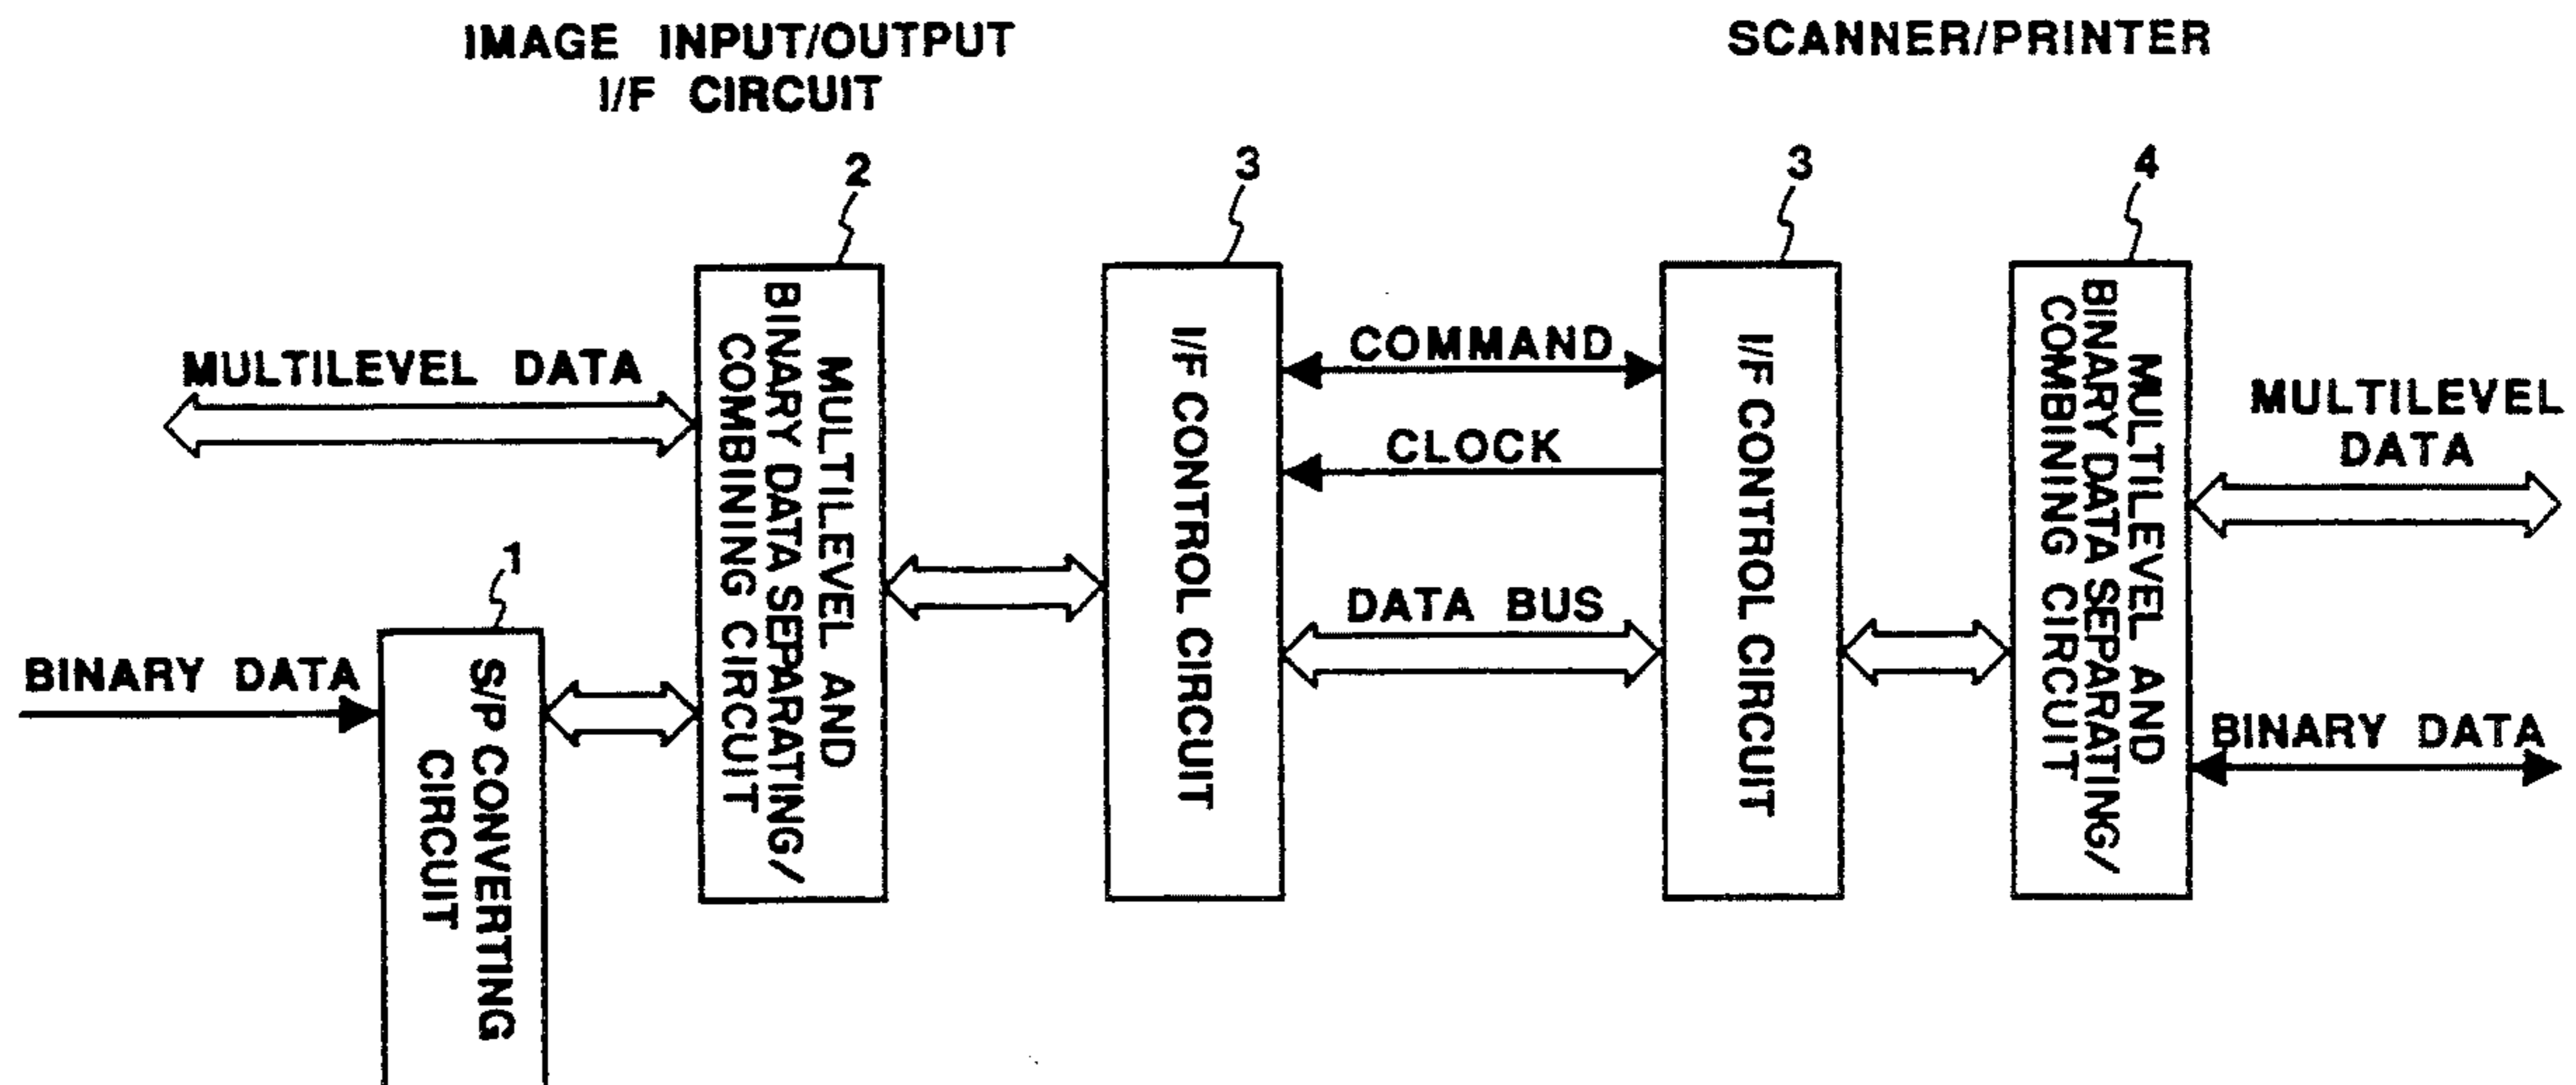 IMAGE INPUT/OUTPUT
I/F CIRCUIT
SCANNER/PRINTER
2
3
3
4
MULTILEVEL DATA
1
BINARY DATA
S/P CONVERTING
CIRCUIT
MULTILEVEL AND
BINARY DATA SEPARATING/
COMBINING CIRCUIT
I/F CONTROL CIRCUIT
COMMAND
CLOCK
DATA BUS
I/F CONTROL CIRCUIT
MULTILEVEL AND
BINARY DATA SEPARATING/
COMBINING CIRCUIT
MULTILEVEL
DATA
BINARY DATA